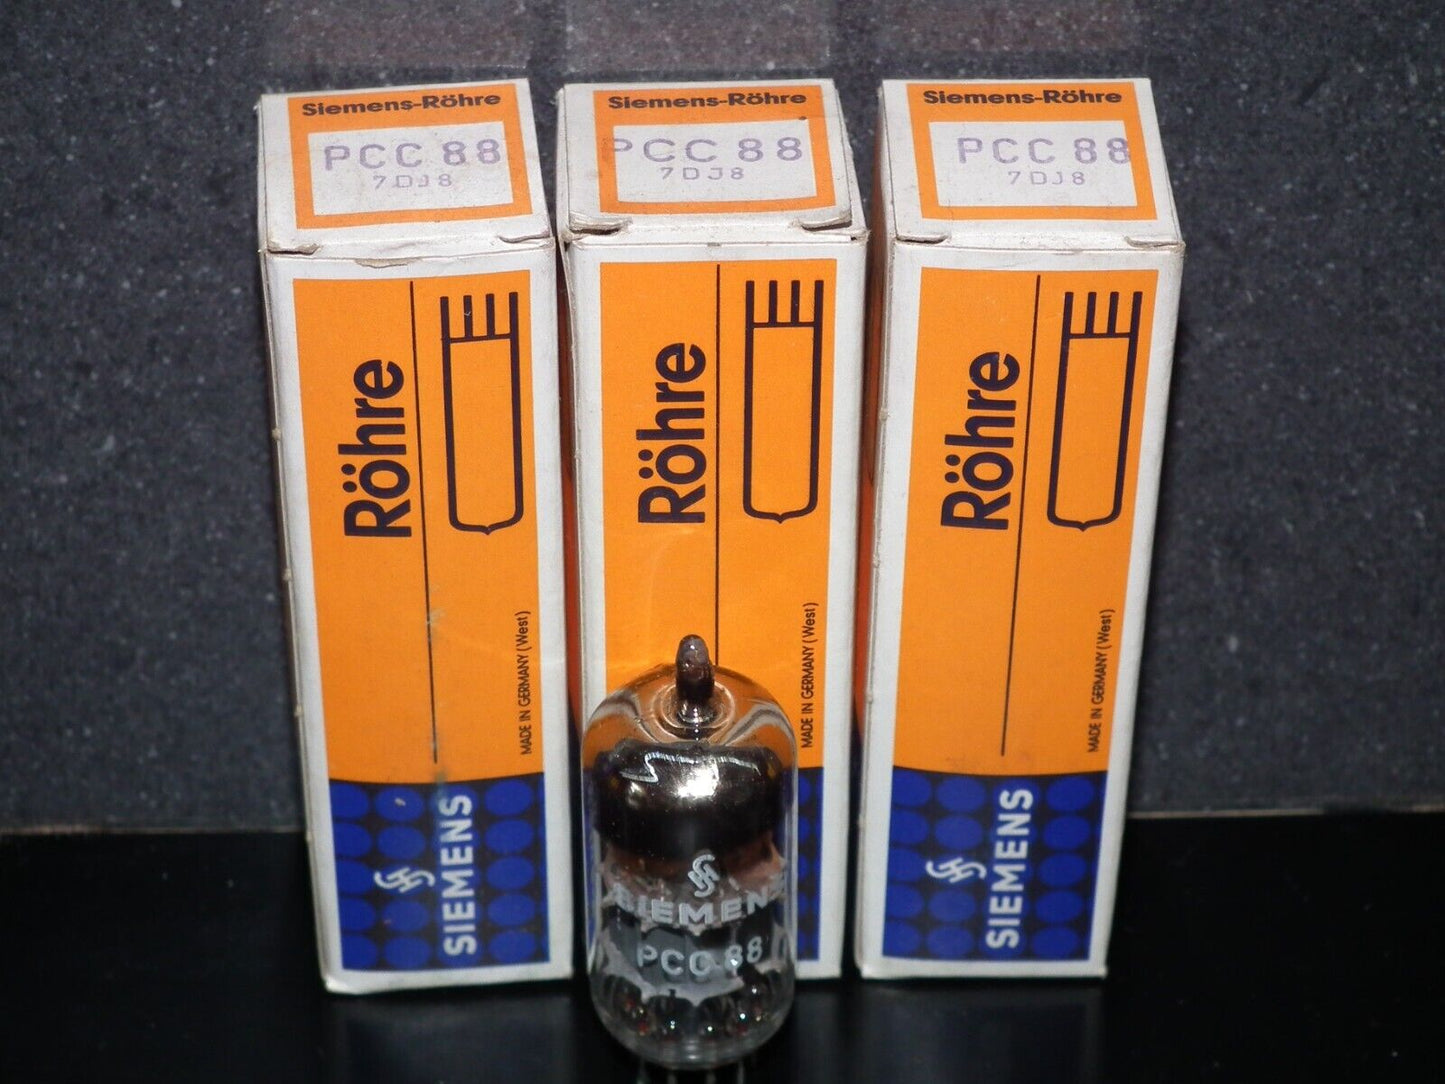 Siemens-Röhre
PCC 88
7DJ8
Röhre
MADE IN GERMANY (West)
SIEMENS
Siemens-Röhre
PCC 88
7DJ8
Röhre
MADE IN GERMANY (West)
Siemens-Röhre
PCC 88
7DJ8
Röhre
MADE IN GERMANY (West)
SIEMENS
SIEMENS
PCC 88